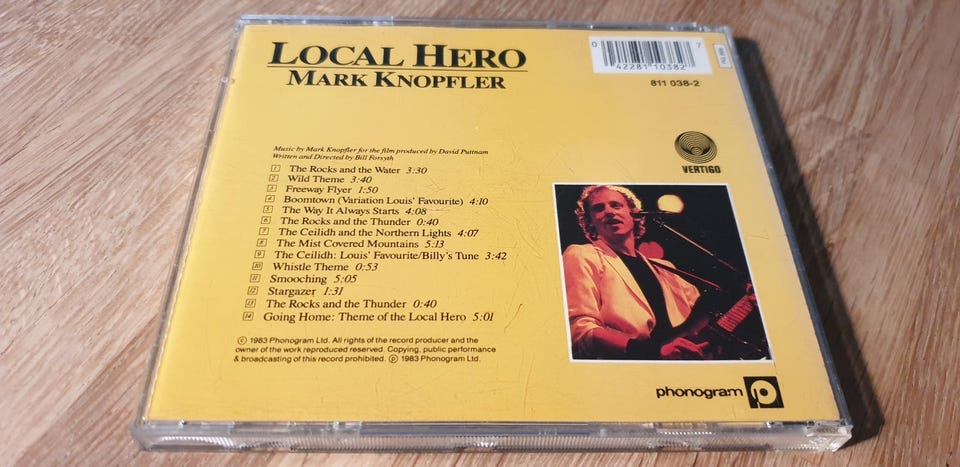 LOCAL HERO
MARK KNOPFLER
0 42281 10382 7
811 038-2
VERTIGO
Music by Mark Knopfler for the film produced by David Puttnam
Written and Directed by Bill Forsyth
1 The Rocks and the Water 3:30
2 Wild Theme 3:40
3 Freeway Flyer 1:50
4 Boomtown (Variation Louis' Favourite) 4:10
5 The Way It Always Starts 4:08
6 The Rocks and the Thunder 0:40
7 The Ceilidh and the Northern Lights 4:07
8 The Mist Covered Mountains 5:13
9 The Ceilidh: Louis' Favourite/Billy's Tune 3:42
10 Whistle Theme 0:53
11 Smooching 5:05
12 Stargazer 1:31
13 The Rocks and the Thunder 0:40
14 Going Home: Theme of the Local Hero 5:01
© 1983 Phonogram Ltd. All rights of the record producer and the
owner of the work reproduced reserved. Copying, public performance
& broadcasting of this record prohibited. ℗ 1983 Phonogram Ltd.
phonogram